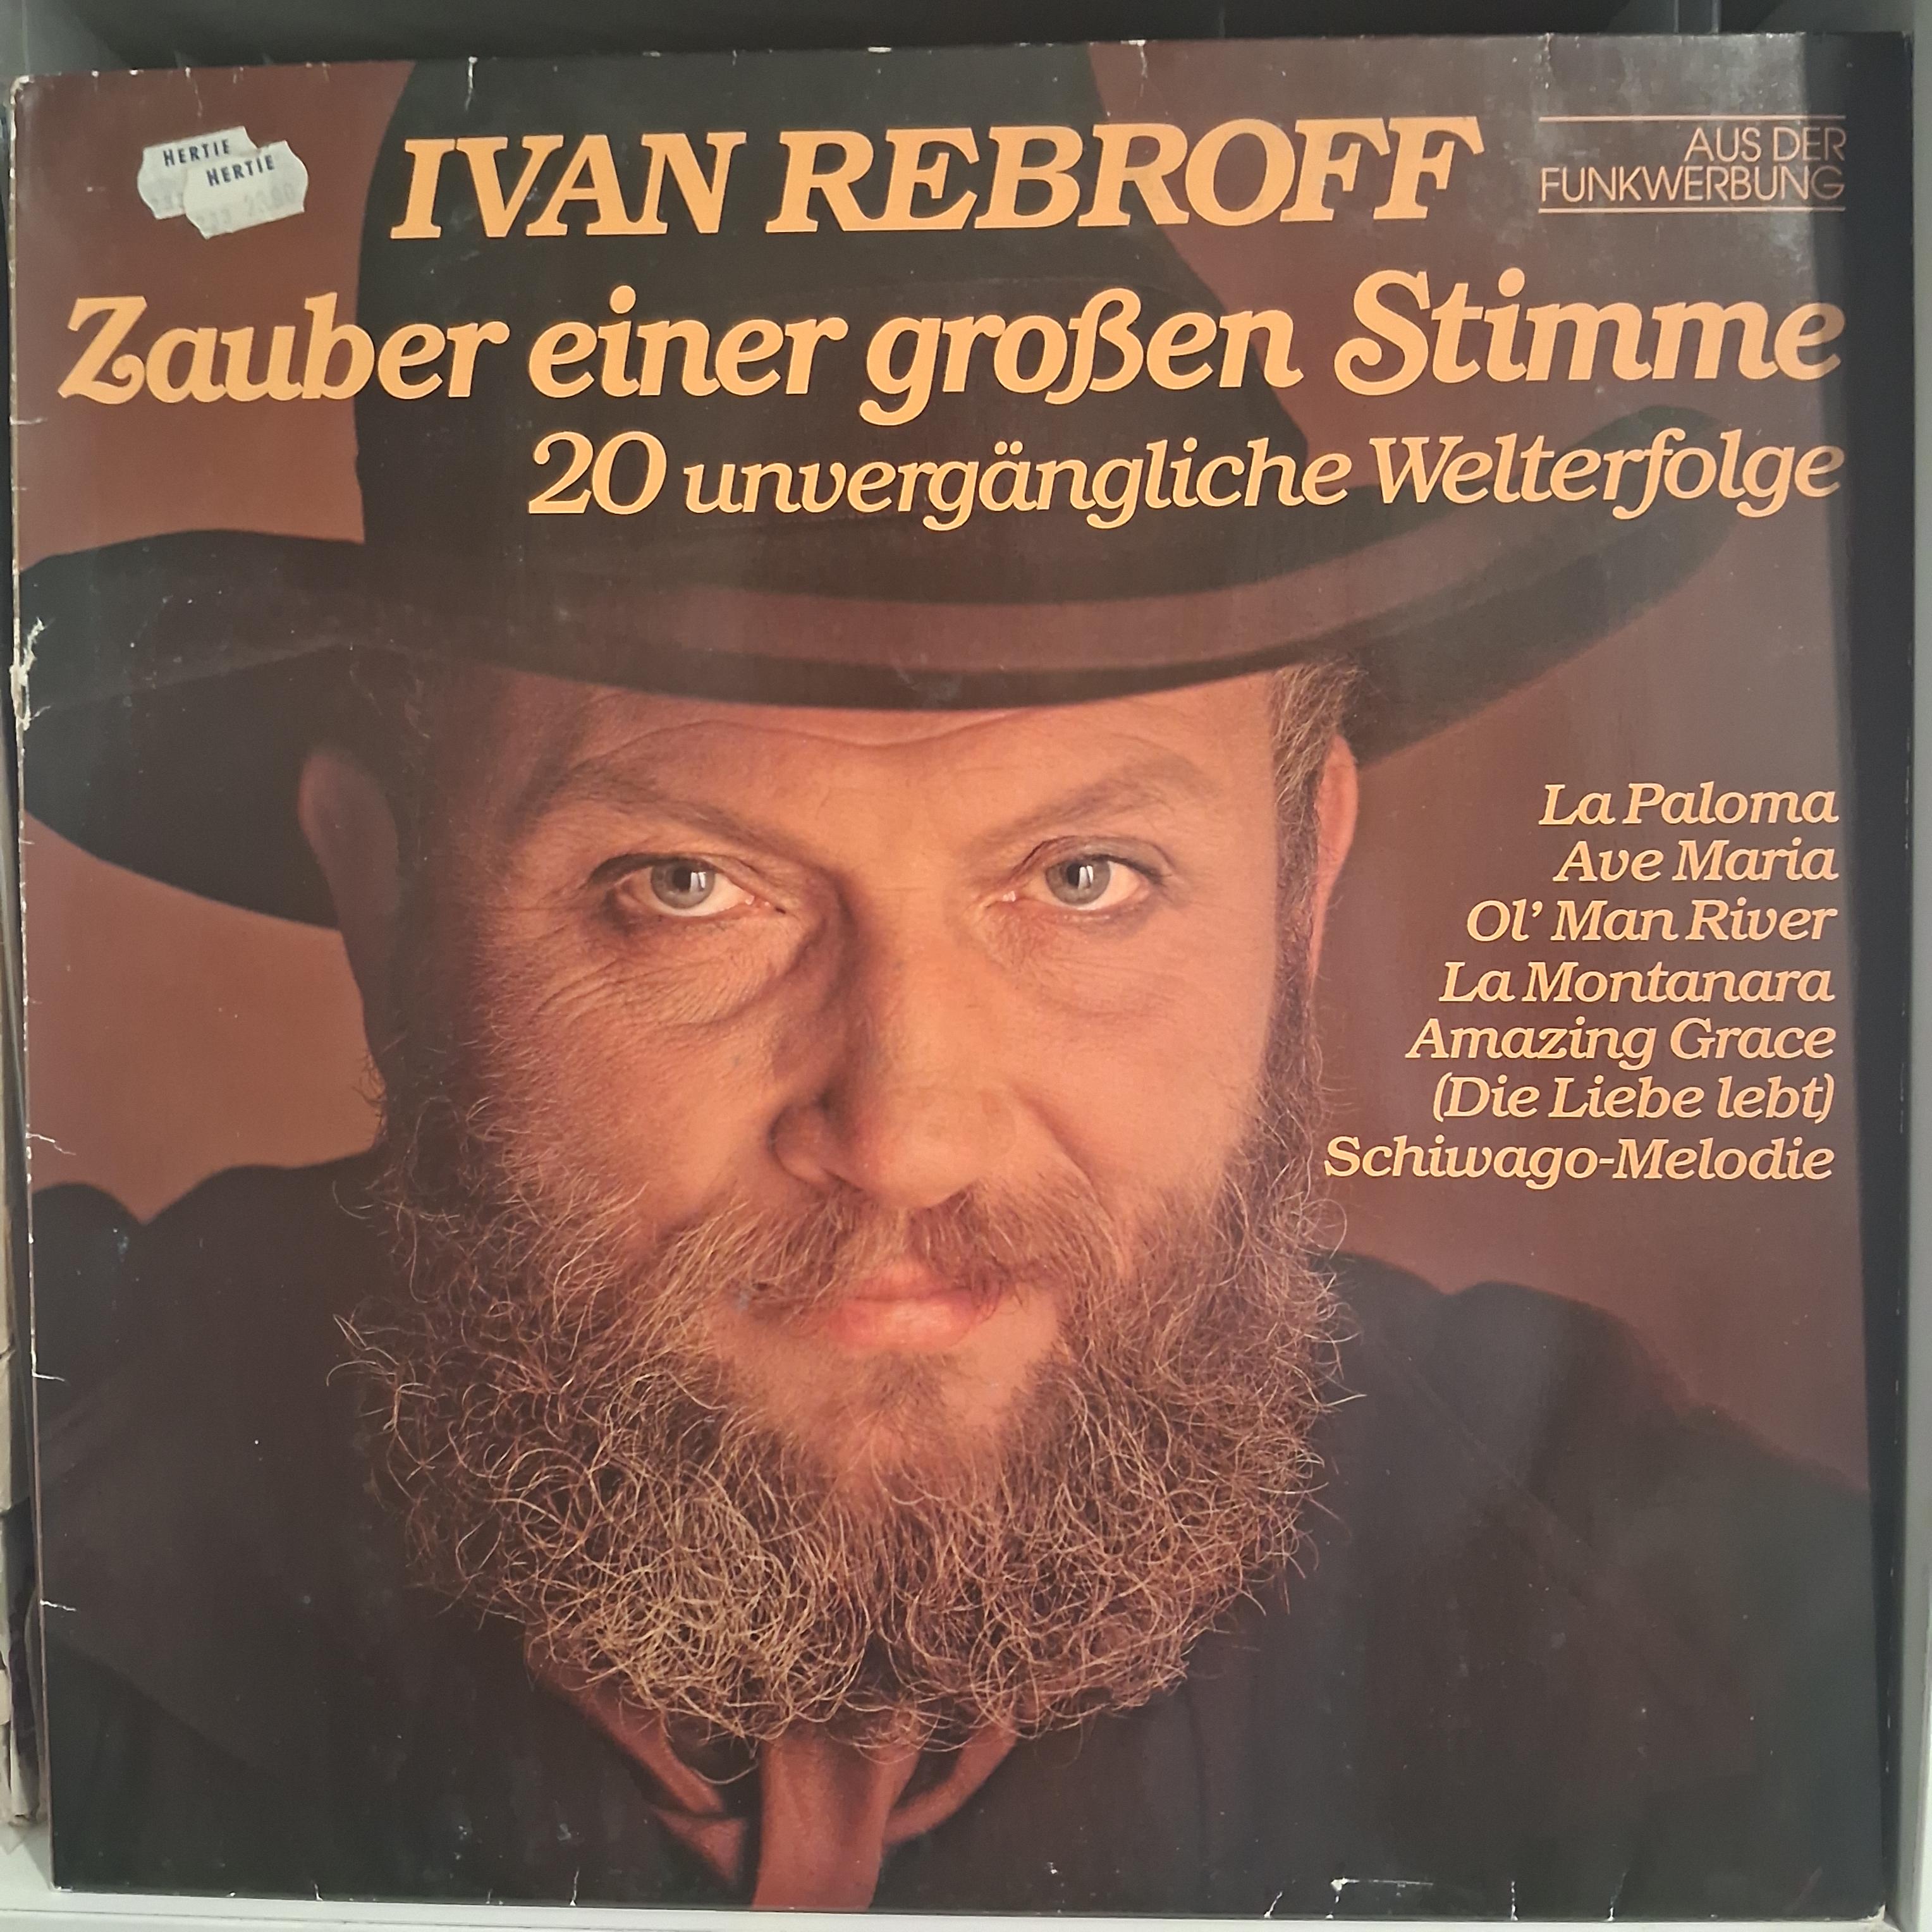 HERTIE
HERTIE
IVAN REBROFF
AUS DER
FUNKWERBUNG
Zauber einer großen Stimme
20 unvergängliche Welterfolge
La Paloma
Ave Maria
Ol’ Man River
La Montanara
Amazing Grace
(Die Liebe lebt)
Schiwago-Melodie